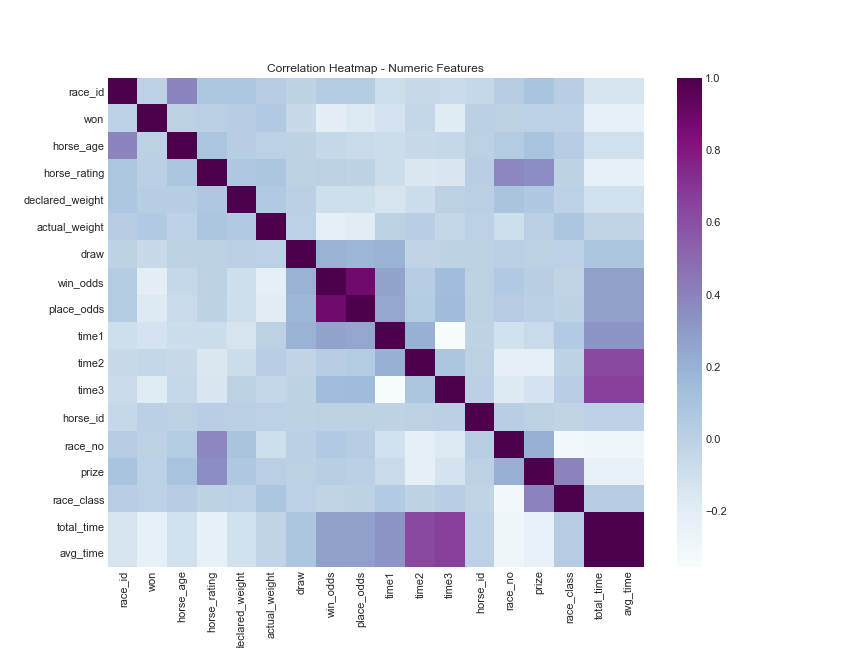 Correlation Heatmap - Numeric Features
race_id
won
horse_age
horse_rating
declared_weight
actual_weight
draw
win_odds
place_odds
time1
time2
time3
horse_id
race_no
prize
race_class
total_time
avg_time
race_id
won
horse_age
horse_rating
declared_weight
actual_weight
draw
win_odds
place_odds
time1
time2
time3
horse_id
race_no
prize
race_class
total_time
avg_time
1.0
0.8
0.6
0.4
0.2
0.0
−0.2